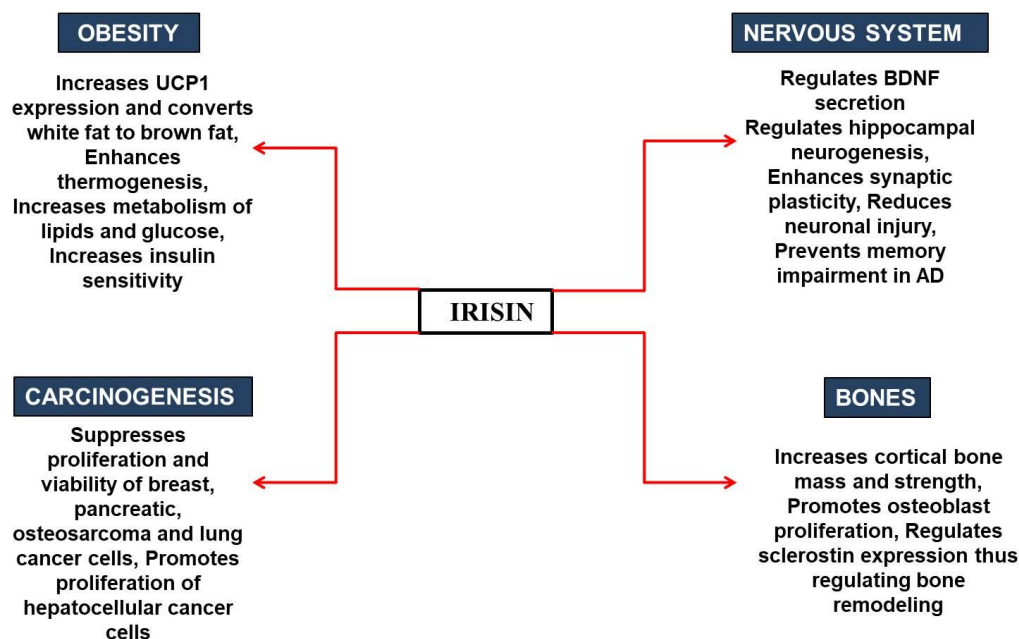 OBESITY
Increases UCP1
expression and converts
white fat to brown fat,
Enhances
thermogenesis,
Increases metabolism of
lipids and glucose,
Increases insulin
sensitivity
NERVOUS SYSTEM
Regulates BDNF
secretion
Regulates hippocampal
neurogenesis,
Enhances synaptic
plasticity, Reduces
neuronal injury,
Prevents memory
impairment in AD
IRISIN
CARCINOGENESIS
Suppresses
proliferation and
viability of breast,
pancreatic,
osteosarcoma and lung
cancer cells, Promotes
proliferation of
hepatocellular cancer
cells
BONES
Increases cortical bone
mass and strength,
Promotes osteoblast
proliferation, Regulates
sclerostin expression thus
regulating bone
remodeling